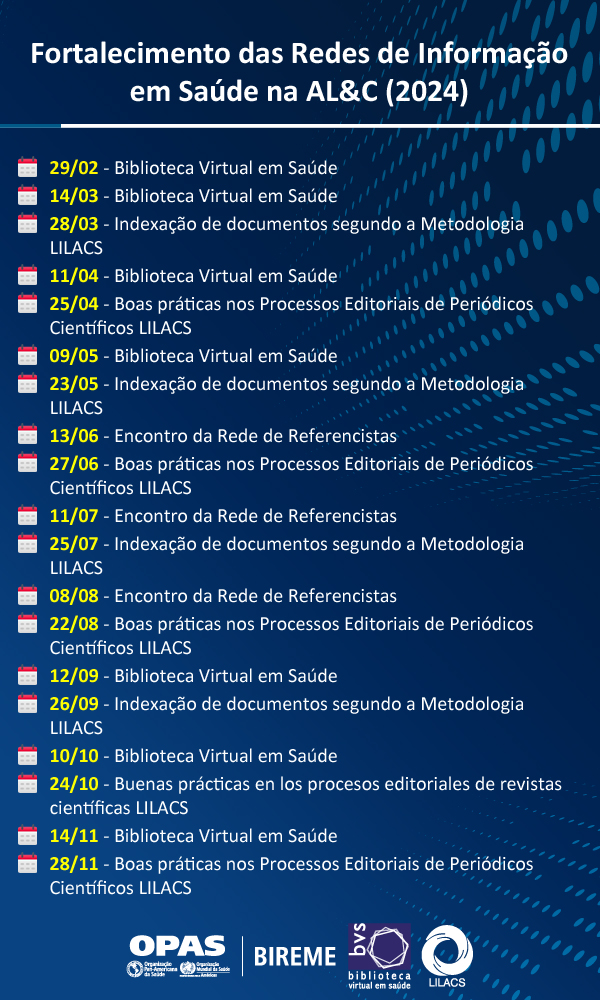 Fortalecimento das Redes de Informação
em Saúde na AL&C (2024)
29/02 - Biblioteca Virtual em Saúde
14/03 - Biblioteca Virtual em Saúde
28/03 - Indexação de documentos segundo a Metodologia
LILACS
11/04 - Biblioteca Virtual em Saúde
25/04 - Boas práticas nos Processos Editoriais de Periódicos
Científicos LILACS
09/05 - Biblioteca Virtual em Saúde
23/05 - Indexação de documentos segundo a Metodologia
LILACS
13/06 - Encontro da Rede de Referencistas
27/06 - Boas práticas nos Processos Editoriais de Periódicos
Científicos LILACS
11/07 - Encontro da Rede de Referencistas
25/07 - Indexação de documentos segundo a Metodologia
LILACS
08/08 - Encontro da Rede de Referencistas
22/08 - Boas práticas nos Processos Editoriais de Periódicos
Científicos LILACS
12/09 - Biblioteca Virtual em Saúde
26/09 - Indexação de documentos segundo a Metodologia
LILACS
10/10 - Biblioteca Virtual em Saúde
24/10 - Buenas prácticas en los procesos editoriales de revistas
científicas LILACS
14/11 - Biblioteca Virtual em Saúde
28/11 - Boas práticas nos Processos Editoriais de Periódicos
Científicos LILACS
OPAS
Organização
Pan-Americana
da Saúde
Organização
Mundial da Saúde
Américas
BIREME
bvs
biblioteca
virtual em saúde
LILACS